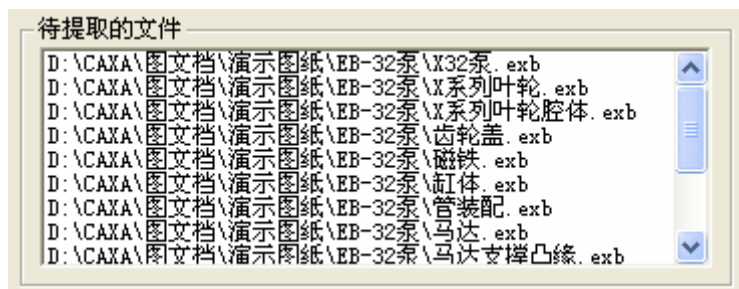 待提取的文件
D:\CAXA\图文档\演示图纸\EB-32泵\X32泵.exb
D:\CAXA\图文档\演示图纸\EB-32泵\X系列叶轮.exb
D:\CAXA\图文档\演示图纸\EB-32泵\X系列叶轮腔体.exb
D:\CAXA\图文档\演示图纸\EB-32泵\齿轮盖.exb
D:\CAXA\图文档\演示图纸\EB-32泵\磁铁.exb
D:\CAXA\图文档\演示图纸\EB-32泵\缸体.exb
D:\CAXA\图文档\演示图纸\EB-32泵\管装配.exb
D:\CAXA\图文档\演示图纸\EB-32泵\马达.exb
D:\CAXA\图文档\演示图纸\EB-32泵\马达支撑凸缘.exb